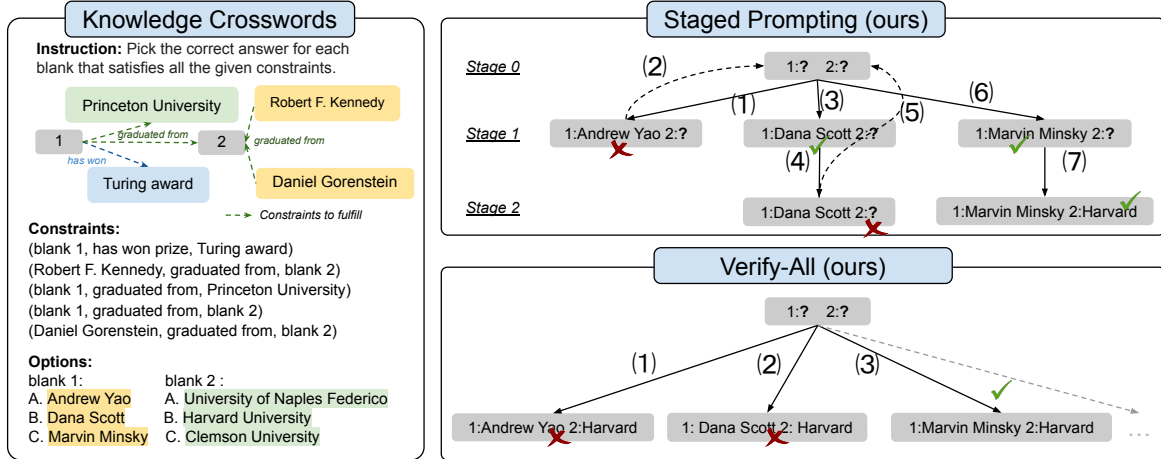 Knowledge Crosswords
Instruction: Pick the correct answer for each
blank that satisfies all the given constraints.
Princeton University
Robert F. Kennedy
1
graduated from
2
graduated from
has won
Turing award
Daniel Gorenstein
Constraints to fulfill
Constraints:
(blank 1, has won prize, Turing award)
(Robert F. Kennedy, graduated from, blank 2)
(blank 1, graduated from, Princeton University)
(blank 1, graduated from, blank 2)
(Daniel Gorenstein, graduated from, blank 2)
Options:
blank 1:
A. Andrew Yao
B. Dana Scott
C. Marvin Minsky
blank 2 :
A. University of Naples Federico
B. Harvard University
C. Clemson University
Staged Prompting (ours)
Stage 0
1:? 2:?
(2)
(1)
(3)
(5)
(6)
Stage 1
1:Andrew Yao 2:?
1:Dana Scott 2:?
1:Marvin Minsky 2:?
(4)
(7)
Stage 2
1:Dana Scott 2:?
1:Marvin Minsky 2:Harvard
Verify-All (ours)
1:? 2:?
(1)
(2)
(3)
1:Andrew Yao 2:Harvard
1: Dana Scott 2: Harvard
1:Marvin Minsky 2:Harvard
...